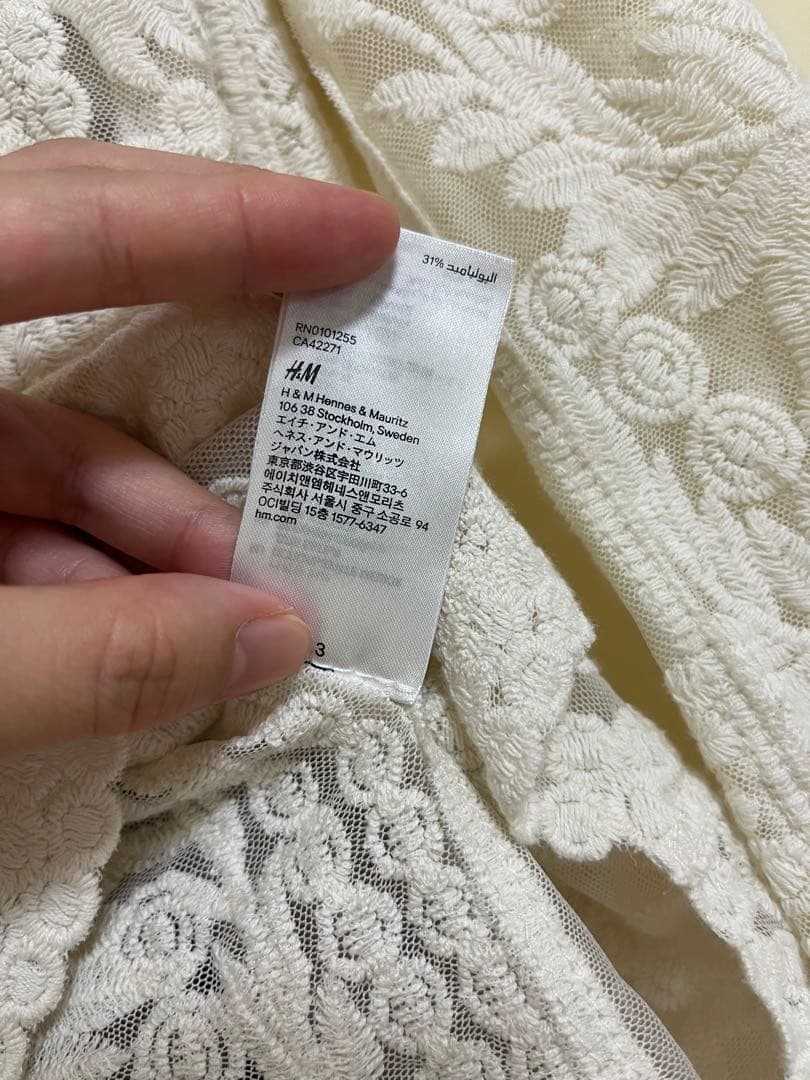 البولياميد 31%
RN0101255
CA42271
H&M
H & M Hennes & Mauritz
106 38 Stockholm, Sweden
エイチ・アンド・エム
ヘネス・アンド・マウリッツ
ジャパン株式会社
東京都渋谷区宇田川町33-6
에이치앤엠헤네스앤모리츠
주식회사 서울시 중구 소공로 94
OCI빌딩 15층 1577-6347
hm.com
3